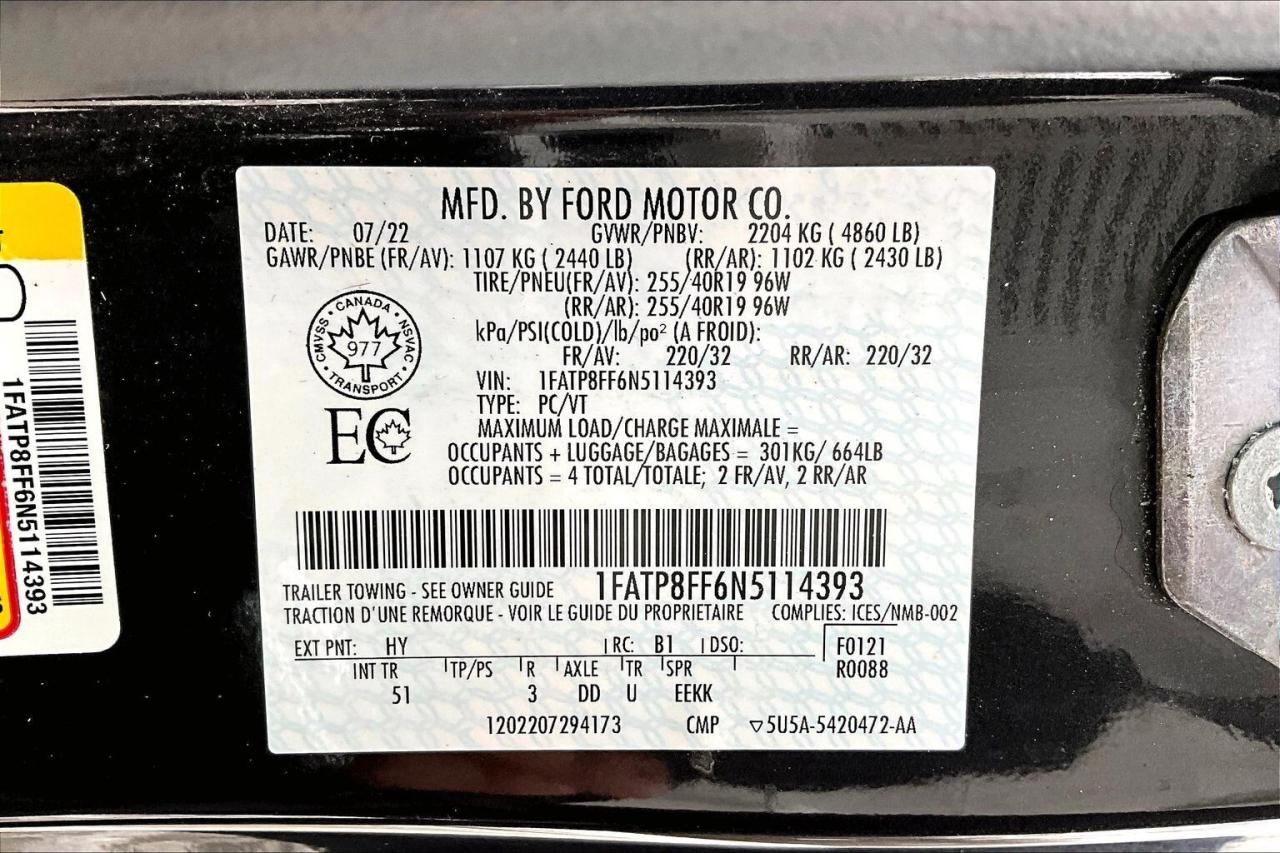 MFD. BY FORD MOTOR CO.
DATE: 07/22 GVWR/PNBV: 2204 KG ( 4860 LB)
GAWR/PNBE (FR/AV): 1107 KG ( 2440 LB) (RR/AR): 1102 KG ( 2430 LB)
TIRE/PNEU(FR/AV): 255/40R19 96W
(RR/AR): 255/40R19 96W
kPa/PSI(COLD)/lb/po² (A FROID):
FR/AV: 220/32 RR/AR: 220/32
CANADA
CMVSS 977 NSVAC
TRANSPORT
VIN: 1FATP8FF6N5114393
TYPE: PC/VT
EC
MAXIMUM LOAD/CHARGE MAXIMALE =
OCCUPANTS + LUGGAGE/BAGAGES = 301KG/ 664LB
OCCUPANTS = 4 TOTAL/TOTALE; 2 FR/AV, 2 RR/AR
TRAILER TOWING - SEE OWNER GUIDE 1FATP8FF6N5114393
TRACTION D'UNE REMORQUE - VOIR LE GUIDE DU PROPRIETAIRE COMPLIES: ICES/NMB-002
EXT PNT: HY RC: B1 DSO: F0121
INT TR TP/PS R AXLE TR SPR R0088
51 3 DD U EEKK
1202207294173 CMP ▽5U5A-5420472-AA
1FATP8FF6N5114393